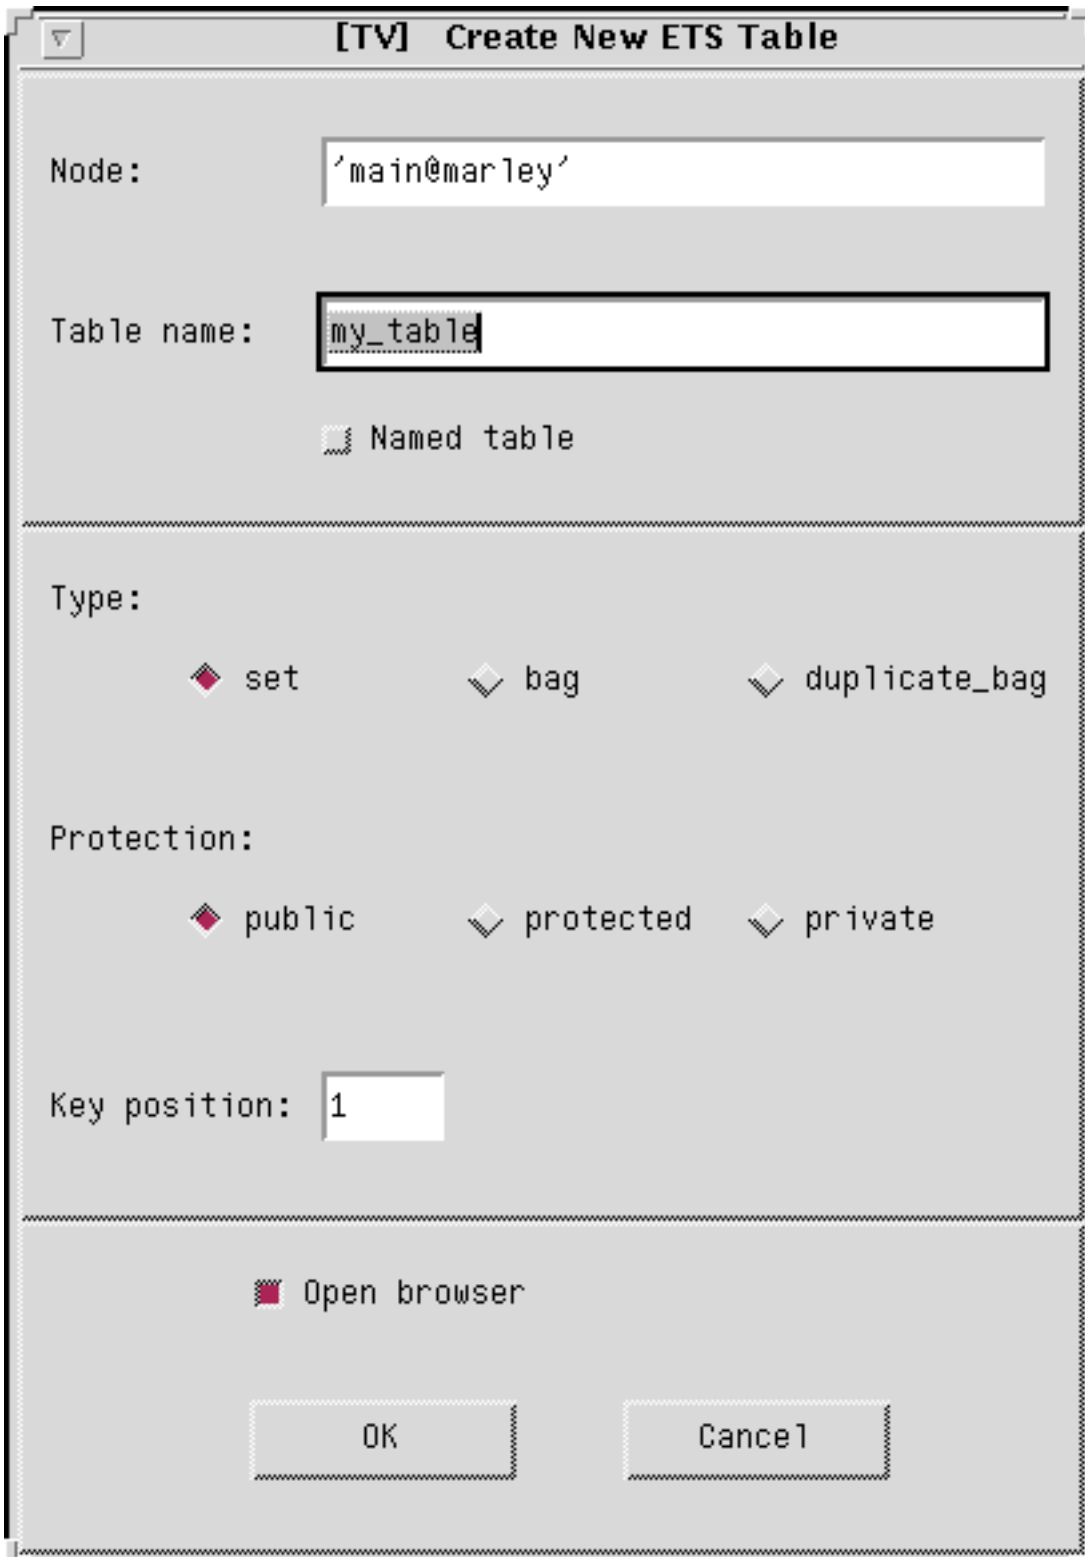 [TV] Create New ETS Table
Node: ´main@marley´
Table name: my_table
Named table
Type:
set bag duplicate_bag
Protection:
public protected private
Key position: 1
Open browser
OK Cancel